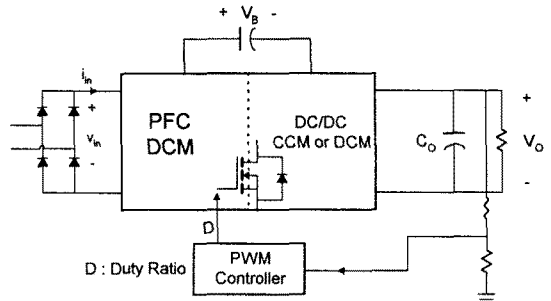 + V_B -
i_in
+
v_in
-
PFC
DCM
DC/DC
CCM or DCM
C_O
+
V_O
-
D
D : Duty Ratio
PWM
Controller